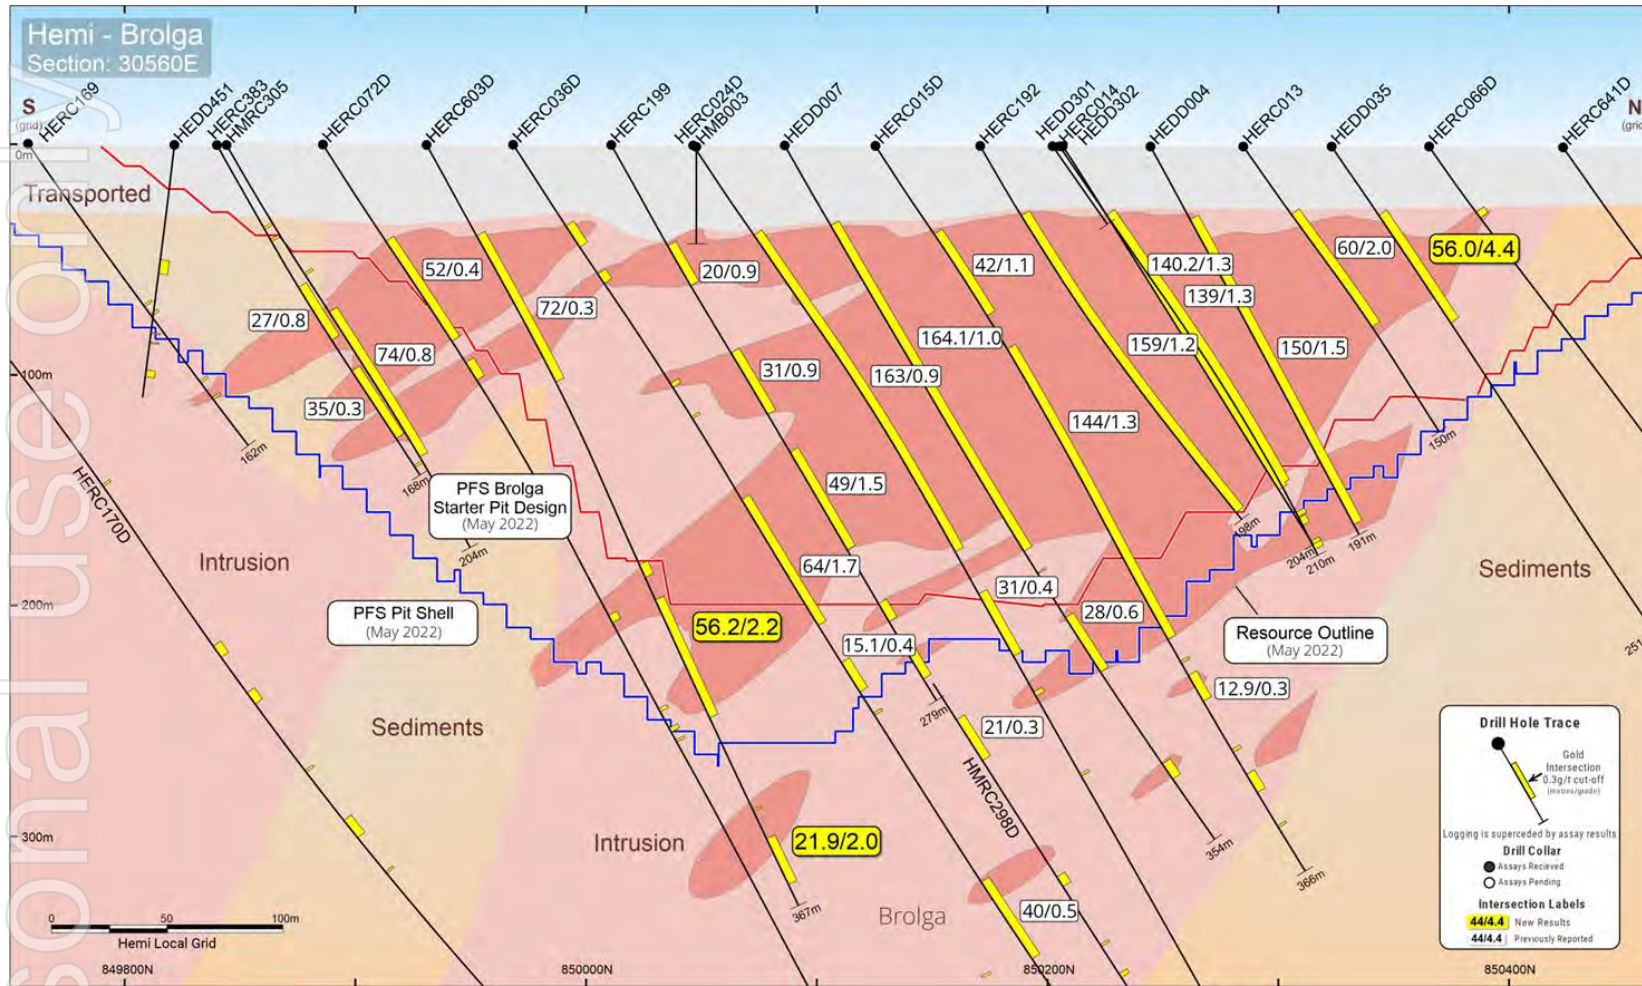 Hemi - Brolga
Section: 30560E
S
(grid)
N
HERC169
HEDD451
HERC383
HMRC305
HERC072D
HERC603D
HERC036D
HERC199
HERC024D
HMB003
HEDD007
HERC015D
HERC192
HEDD301
HERC014
HEDD302
HEDD004
HERC013
HEDD035
HERC066D
HERC641D
0m
Transported
52/0.4
20/0.9
42/1.1
140.2/1.3
60/2.0
56.0/4.4
139/1.3
72/0.3
27/0.8
164.1/1.0
159/1.2
150/1.5
74/0.8
31/0.9
163/0.9
100m
35/0.3
144/1.3
162m
150m
168m
PFS Brolga
Starter Pit Design
(May 2022)
49/1.5
HERC170D
198m
204m
204m
210m
191m
Intrusion
64/1.7
Sediments
31/0.4
200m
PFS Pit Shell
(May 2022)
28/0.6
56.2/2.2
Resource Outline
(May 2022)
15.1/0.4
12.9/0.3
279m
Sediments
21/0.3
HMRC298D
300m
Intrusion
21.9/2.0
354m
366m
367m
Brolga
40/0.5
0 50 100m
Hemi Local Grid
849800N
850000N
850200N
850400N
Drill Hole Trace
Gold
Intersection
0.3g/t cut-off
(metres/grade)
Logging is superceded by assay results
Drill Collar
Assays Recieved
Assays Pending
Intersection Labels
44/4.4 New Results
44/4.4 Previously Reported
sonal use only